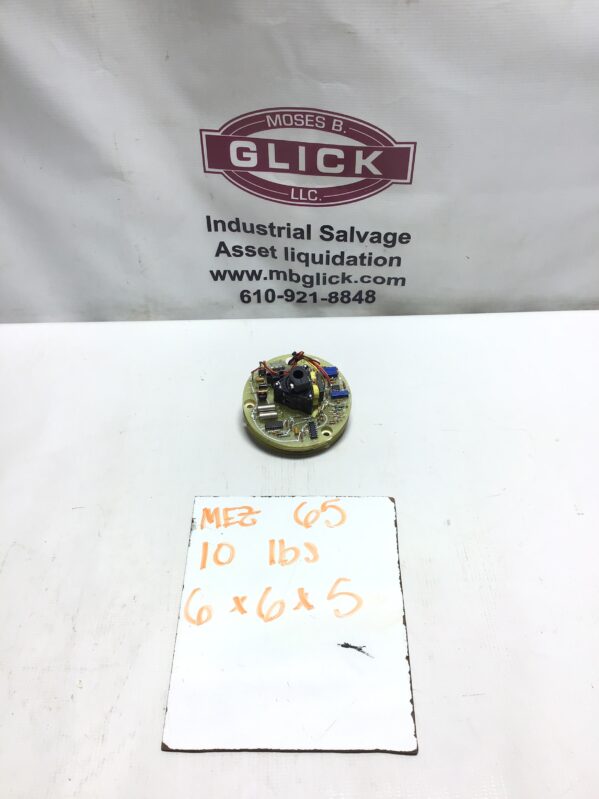 MOSES B.
GLICK
LLC.
Industrial Salvage
Asset liquidation
www.mbglick.com
610-921-8848
MEZ 65
10 lbs
6 x 6 x 5